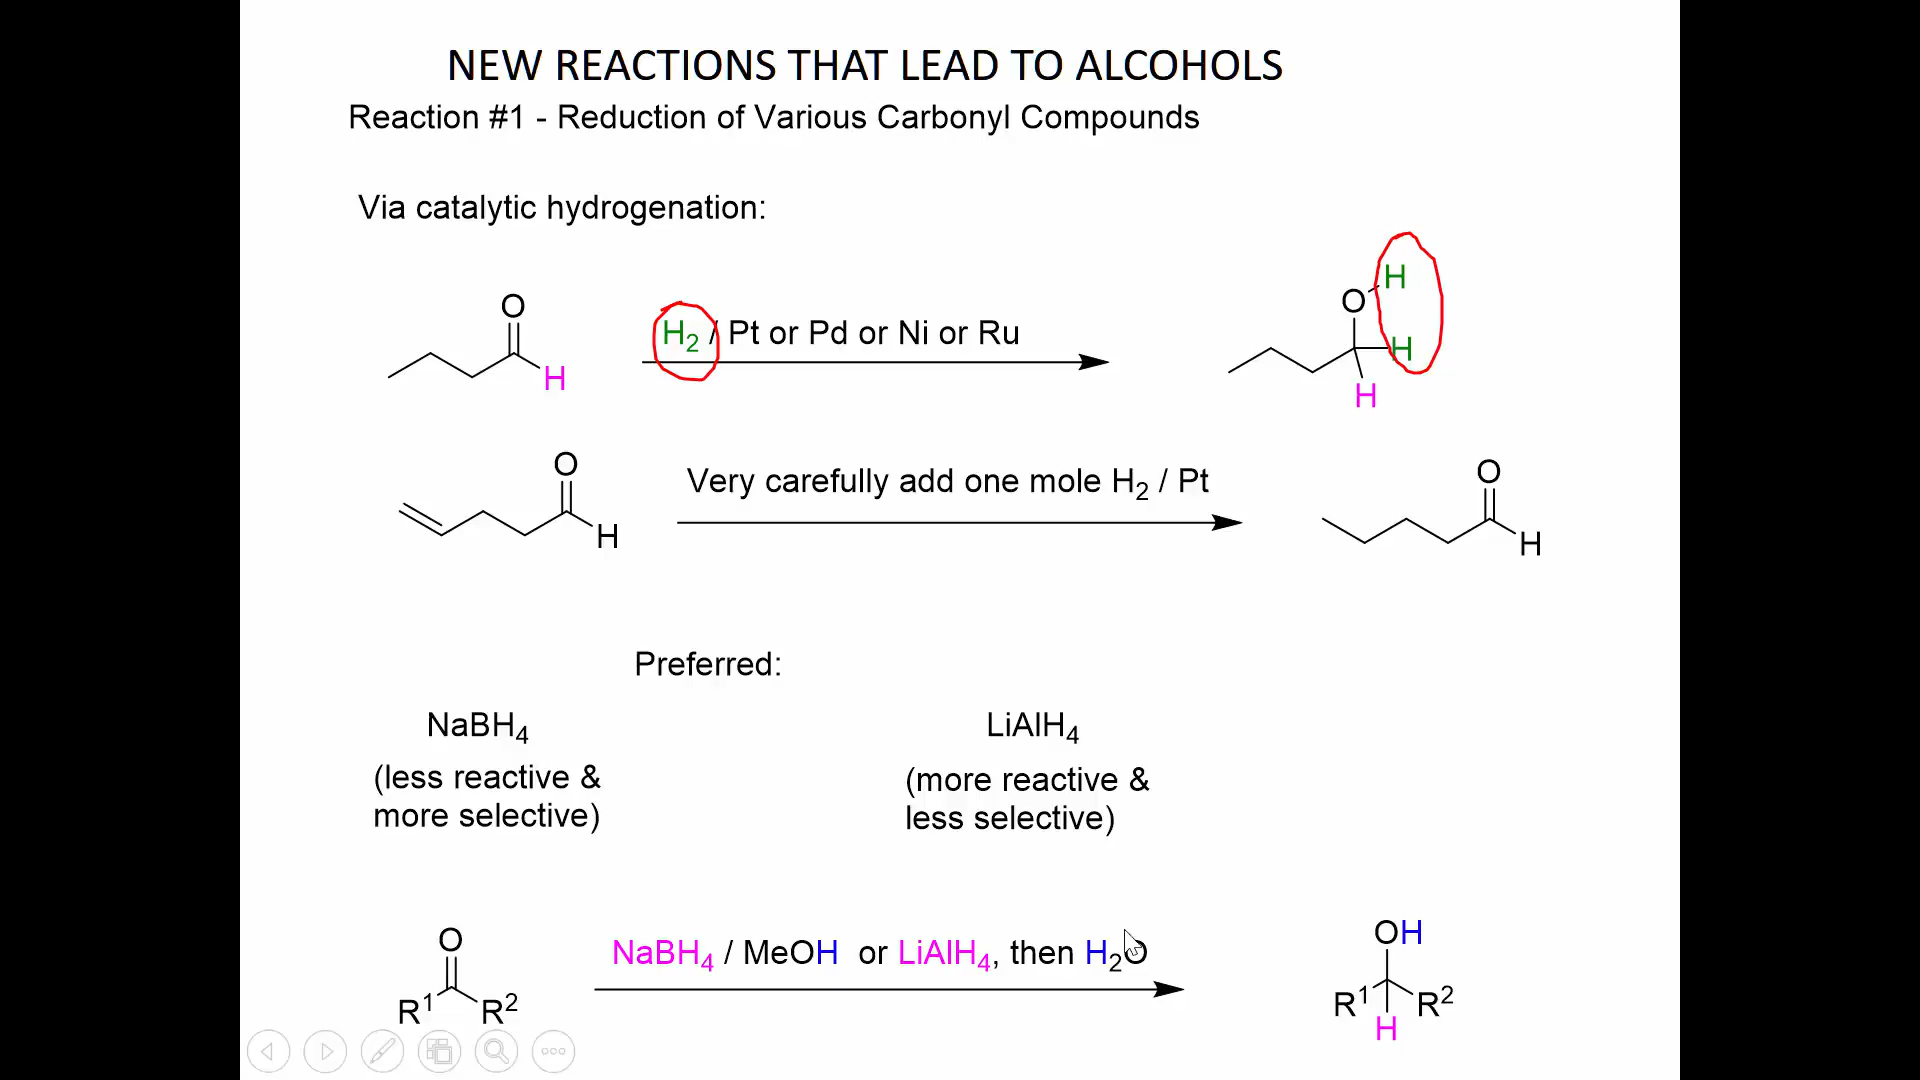 NEW REACTIONS THAT LEAD TO ALCOHOLS
Reaction #1 - Reduction of Various Carbonyl Compounds
Via catalytic hydrogenation:
O
H
H₂ / Pt or Pd or Ni or Ru
H
O
H
H
O
H
Very carefully add one mole H₂ / Pt
O
H
Preferred:
NaBH₄
(less reactive &
more selective)
LiAlH₄
(more reactive &
less selective)
O
R¹ R²
NaBH₄ / MeOH or LiAlH₄, then H₂O
OH
R¹ R²
H